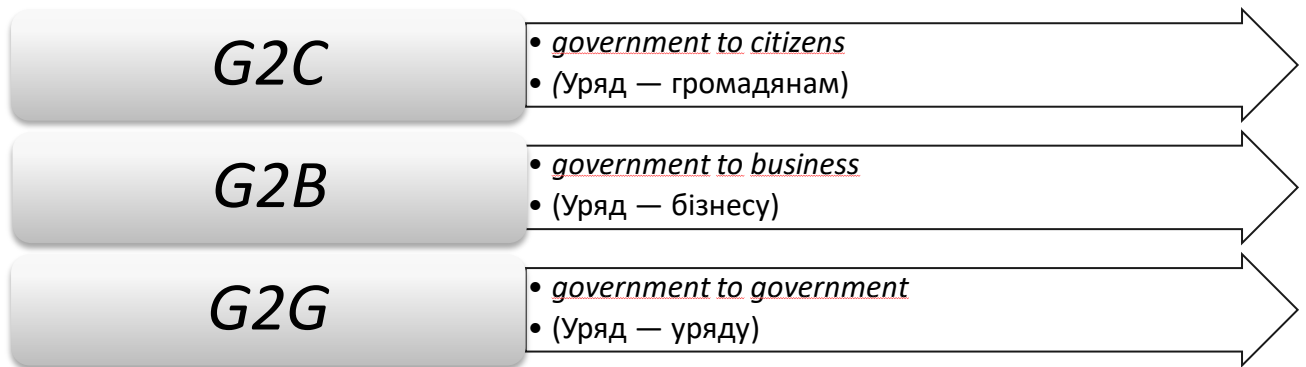 G2C
• government to citizens
• (Уряд — громадянам)
G2B
• government to business
• (Уряд — бізнесу)
G2G
• government to government
• (Уряд — уряду)